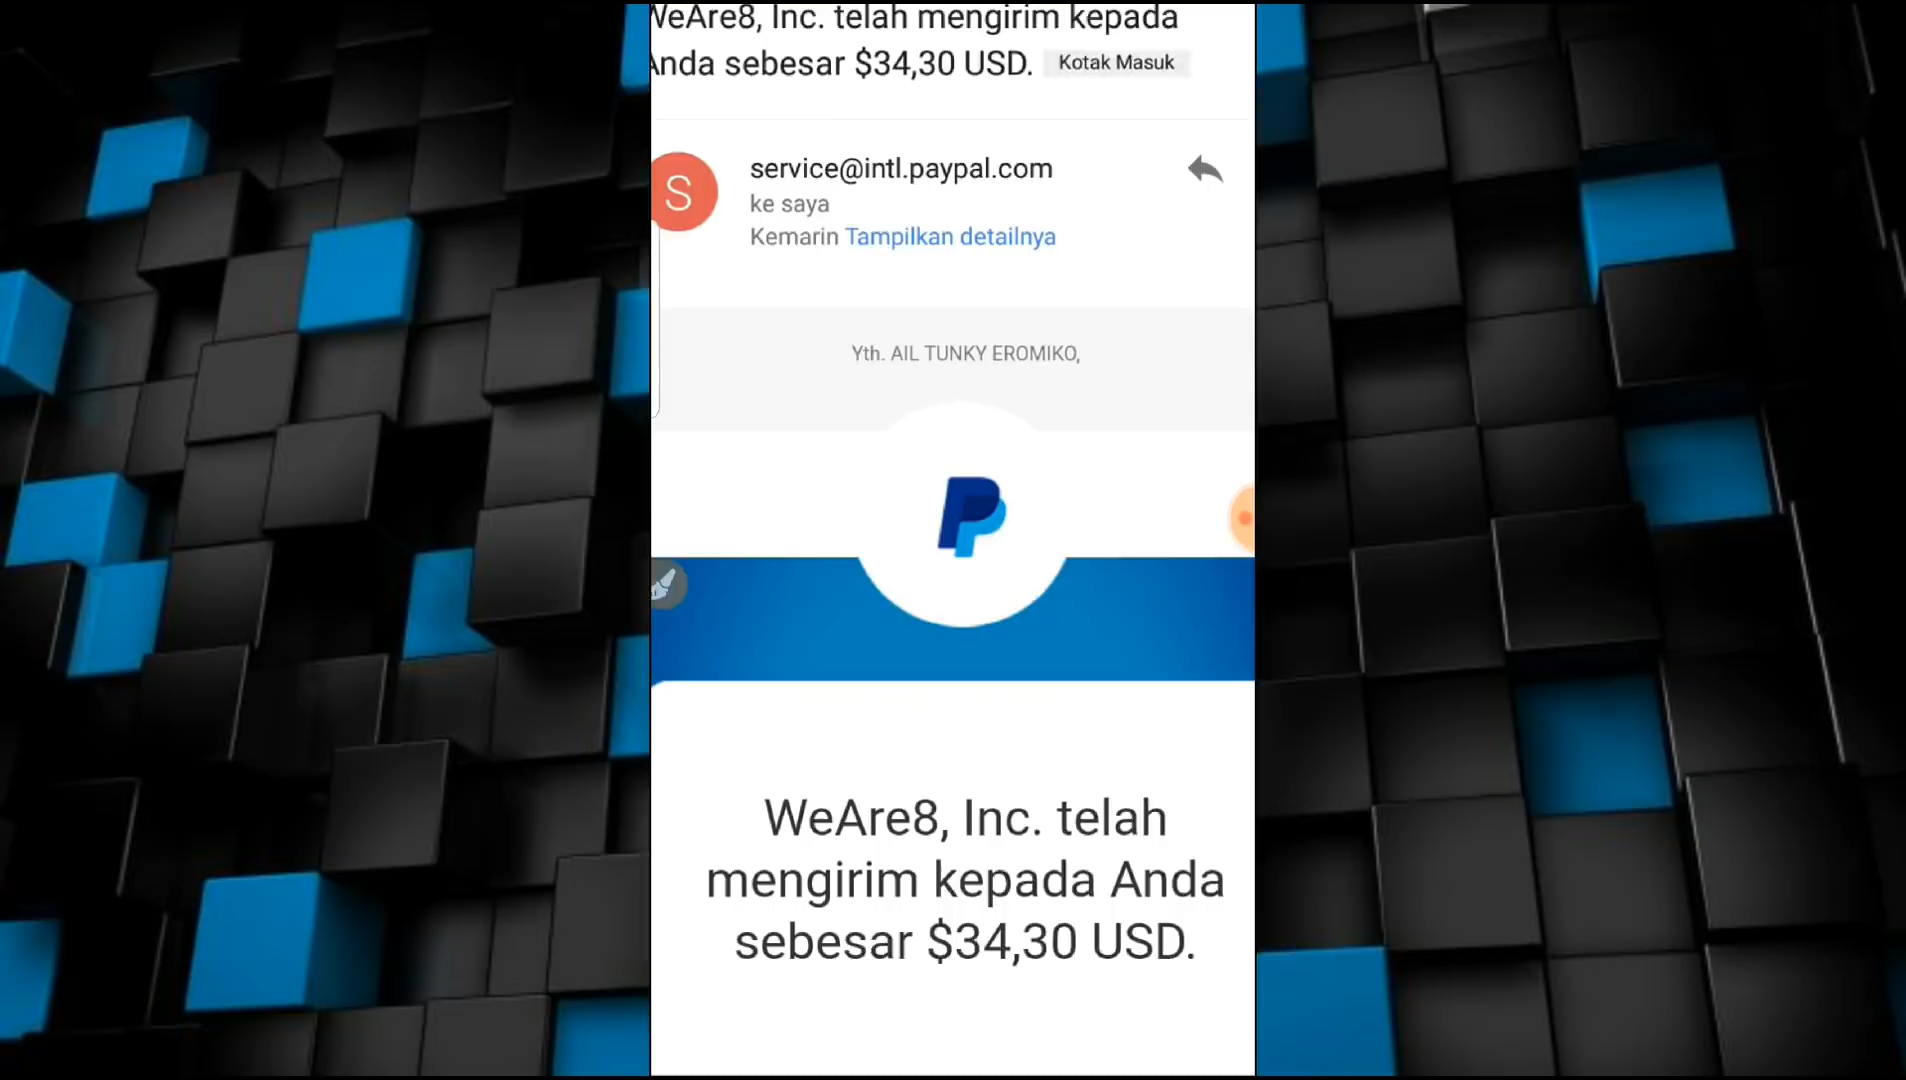 WeAre8, Inc. telah mengirim kepada
Anda sebesar $34,30 USD. Kotak Masuk
S
service@intl.paypal.com
ke saya
Kemarin Tampilkan detailnya
Yth. AIL TUNKY EROMIKO,
WeAre8, Inc. telah
mengirim kepada Anda
sebesar $34,30 USD.